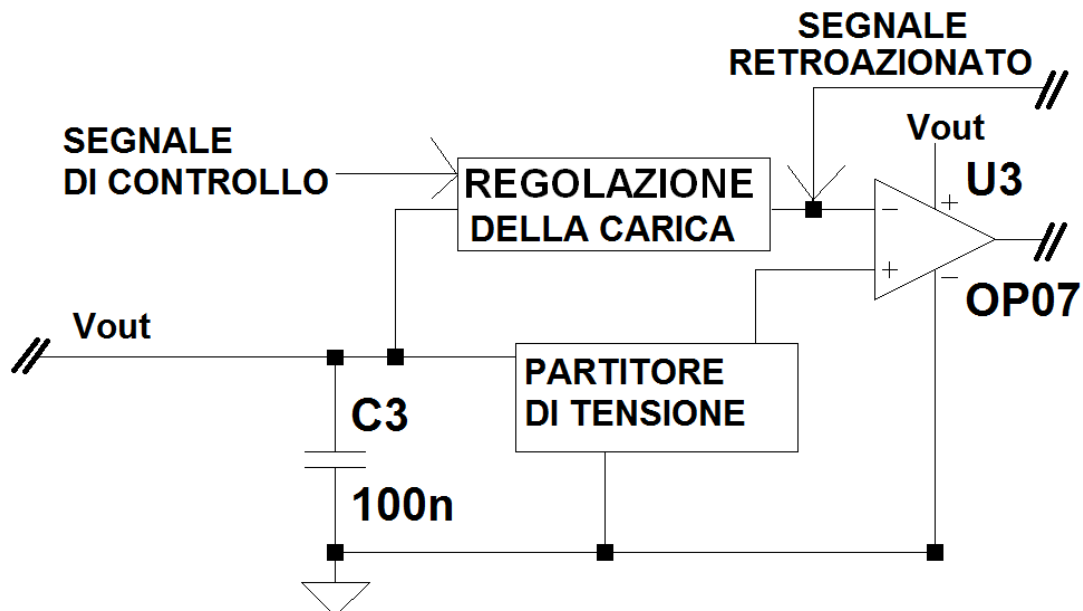 SEGNALE
RETROAZIONATO
SEGNALE
DI CONTROLLO
REGOLAZIONE
DELLA CARICA
Vout
U3
+
−
+
−
OP07
Vout
PARTITORE
DI TENSIONE
C3
100n